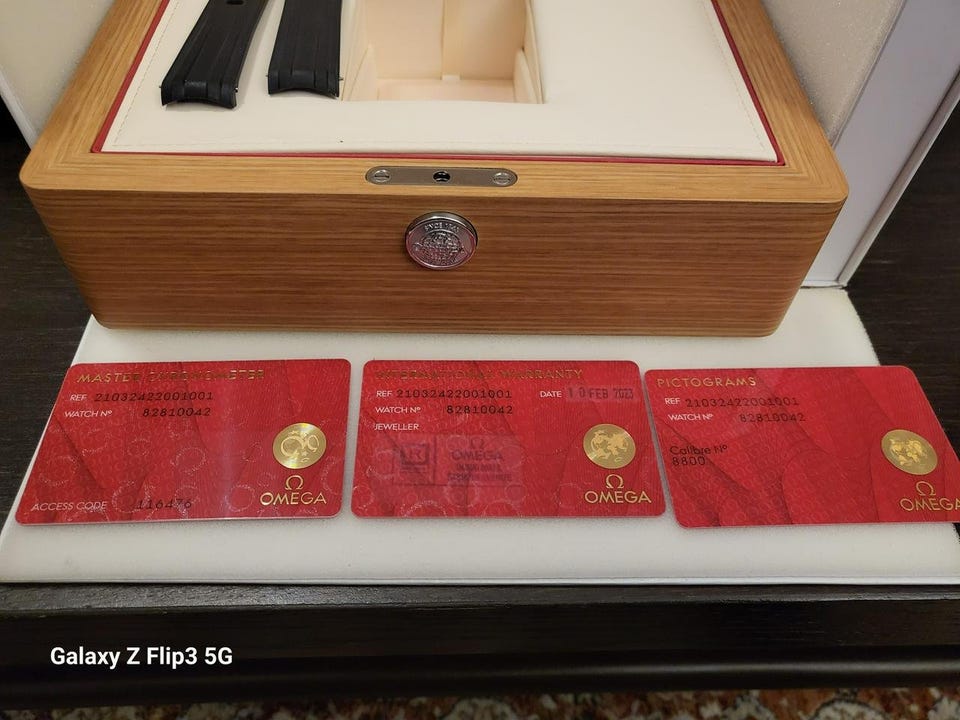 MASTER CHRONOMETER
REF 21032422001001
WATCH Nº 82810042
ACCESS CODE 116476
Ω
OMEGA
INTERNATIONAL WARRANTY
REF 21032422001001
DATE 10 FEB 2023
WATCH Nº 82810042
JEWELLER
Ω
OMEGA
Ω
OMEGA
PICTOGRAMS
REF 21032422001001
WATCH Nº 82810042
Calibre Nº
8800
Ω
OMEGA
Galaxy Z Flip3 5G